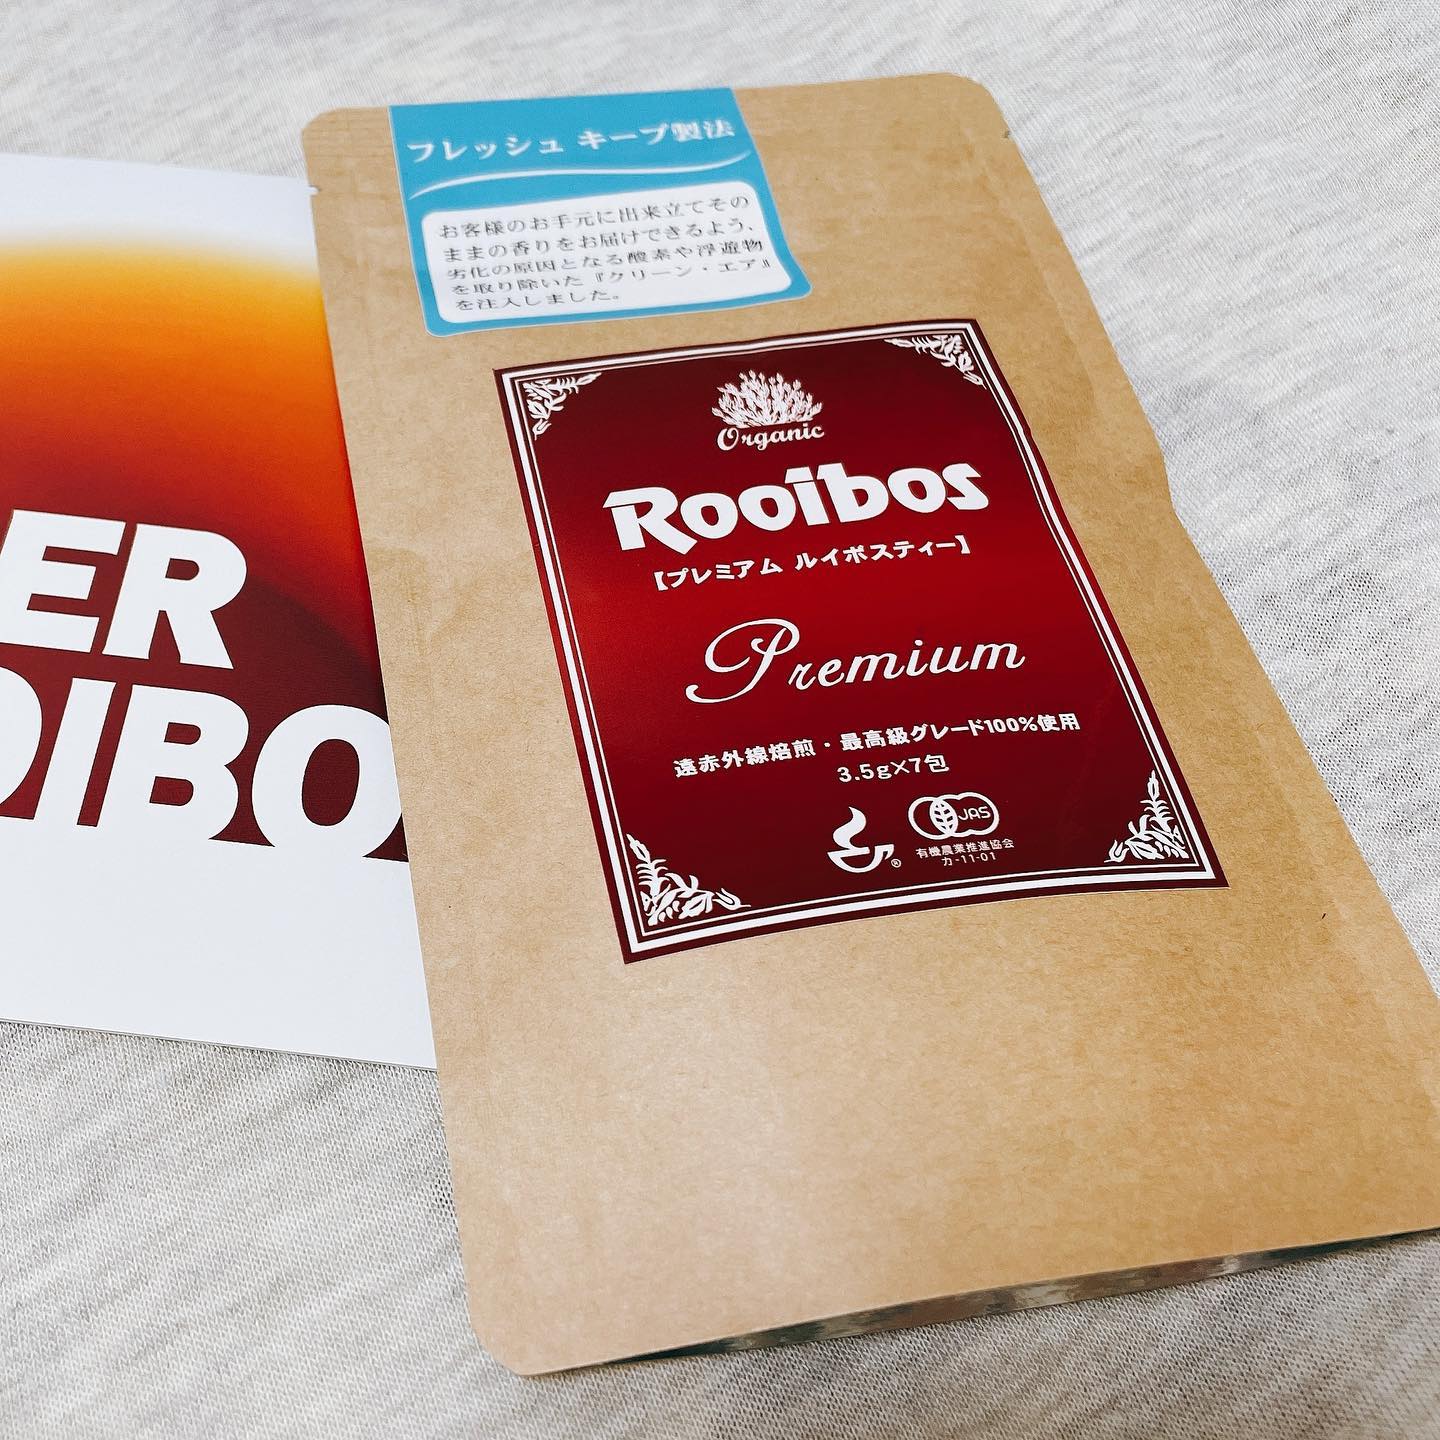 フレッシュ キープ製法
お客様のお手元に出来立てその
ままの香りをお届けできるよう、
劣化の原因となる酸素や浮遊物
を取り除いた『クリーン・エア』
を注入しました。
Organic
Rooibos
【プレミアム ルイボスティー】
Premium
遠赤外線焙煎・最高級グレード100%使用
3.5g×7包
®
JAS
有機農業推進協会
カ-11-01
ER
OIBO